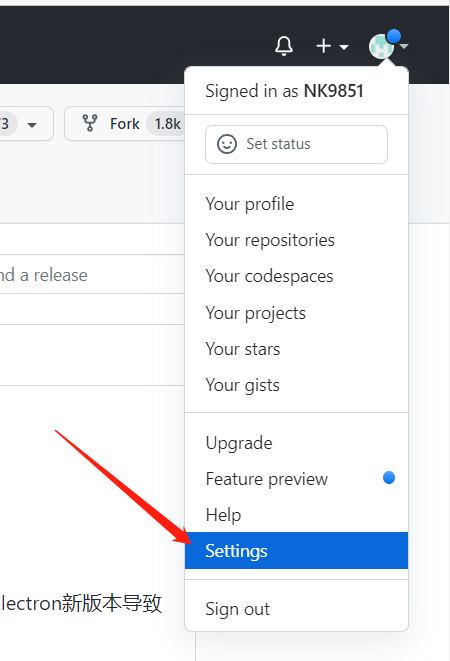 Signed in as NK9851
73
Fork 1.8k
Set status
Your profile
Your repositories
nd a release
Your codespaces
Your projects
Your stars
Your gists
Upgrade
Feature preview
Help
Settings
lectron新版本导致
Sign out